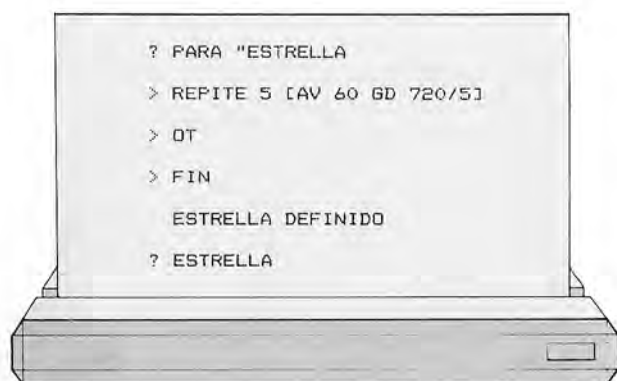 ? PARA "ESTRELLA
> REPITE 5 [AV 60 GD 720/5]
> OT
> FIN
ESTRELLA DEFINIDO
? ESTRELLA